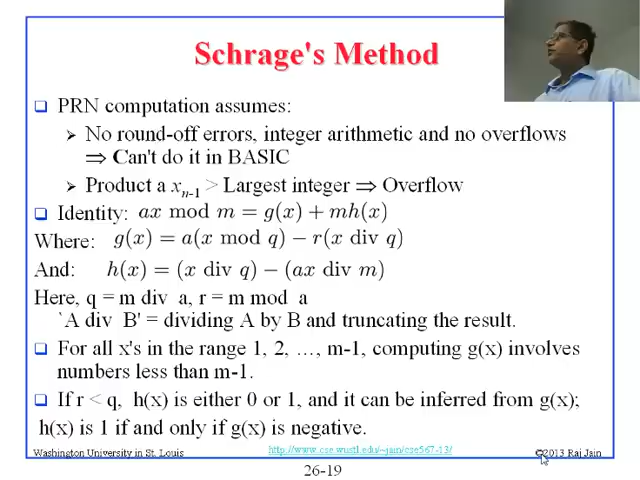 Schrage's Method
PRN computation assumes:
No round-off errors, integer arithmetic and no overflows
⇒ Can't do it in BASIC
Product a xₙ₋₁ > Largest integer ⇒ Overflow
Identity: ax mod m = g(x) + mh(x)
Where: g(x) = a(x mod q) − r(x div q)
And: h(x) = (x div q) − (ax div m)
Here, q = m div a, r = m mod a
`A div B' = dividing A by B and truncating the result.
For all x's in the range 1, 2, …, m-1, computing g(x) involves
numbers less than m-1.
If r < q, h(x) is either 0 or 1, and it can be inferred from g(x);
h(x) is 1 if and only if g(x) is negative.
Washington University in St. Louis http://www.cse.wustl.edu/~jain/cse567-13/ ©2013 Raj Jain
26-19